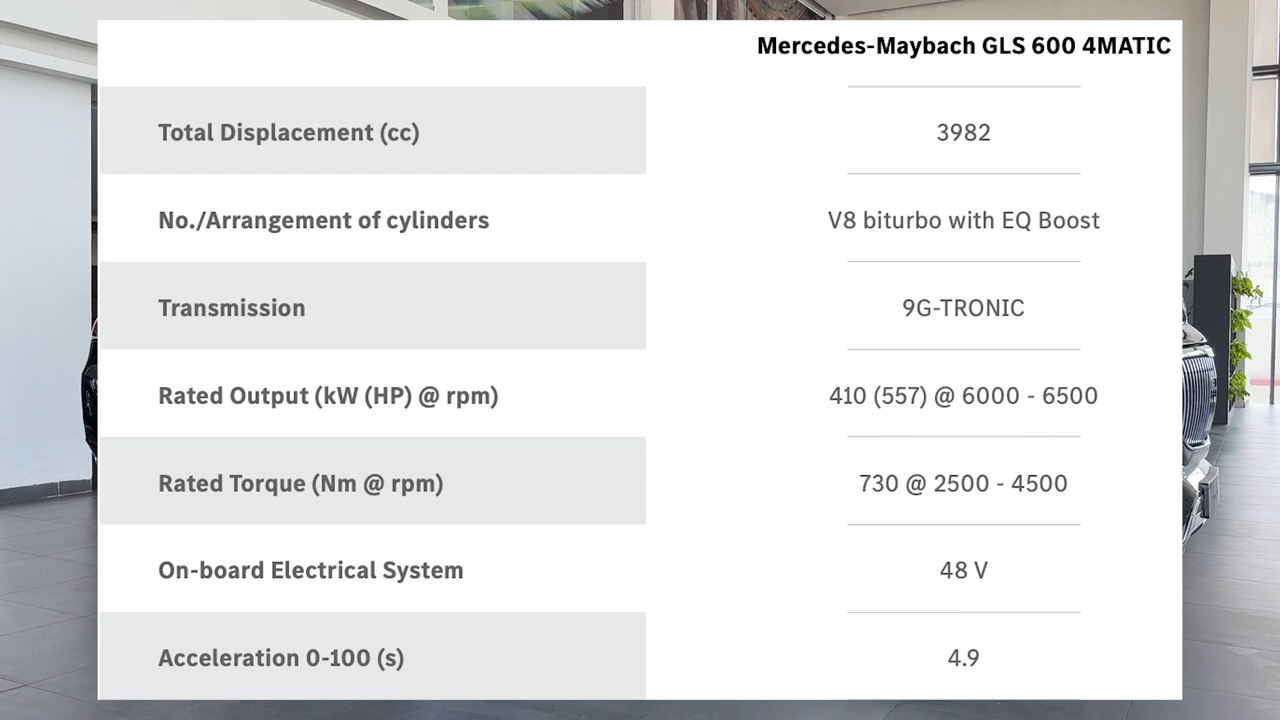 Mercedes-Maybach GLS 600 4MATIC
Total Displacement (cc) 3982
No./Arrangement of cylinders V8 biturbo with EQ Boost
Transmission 9G-TRONIC
Rated Output (kW (HP) @ rpm) 410 (557) @ 6000 - 6500
Rated Torque (Nm @ rpm) 730 @ 2500 - 4500
On-board Electrical System 48 V
Acceleration 0-100 (s) 4.9